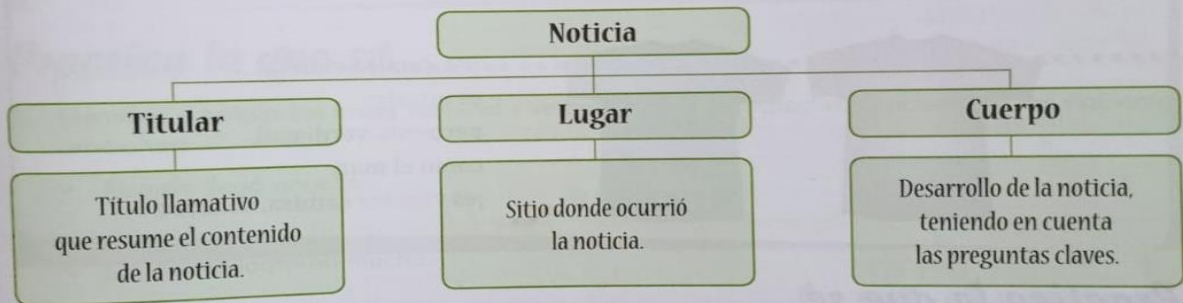 Noticia
Titular
Lugar
Cuerpo
Título llamativo
que resume el contenido
de la noticia.
Sitio donde ocurrió
la noticia.
Desarrollo de la noticia,
teniendo en cuenta
las preguntas claves.